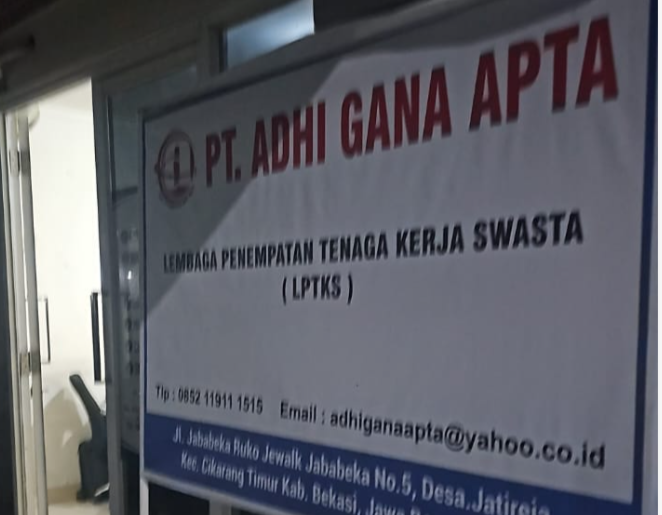 PT. ADHI GANA APTA
LEMBAGA PENEMPATAN TENAGA KERJA SWASTA
( LPTKS )
Tlp : 0852 11911 1515 Email : adhiganaapta@yahoo.co.id
Jl. Jababeka Ruko Jewalk Jababeka No.5, Desa.Jatireja
Kec. Cikarang Timur Kab. Bekasi, Jawa